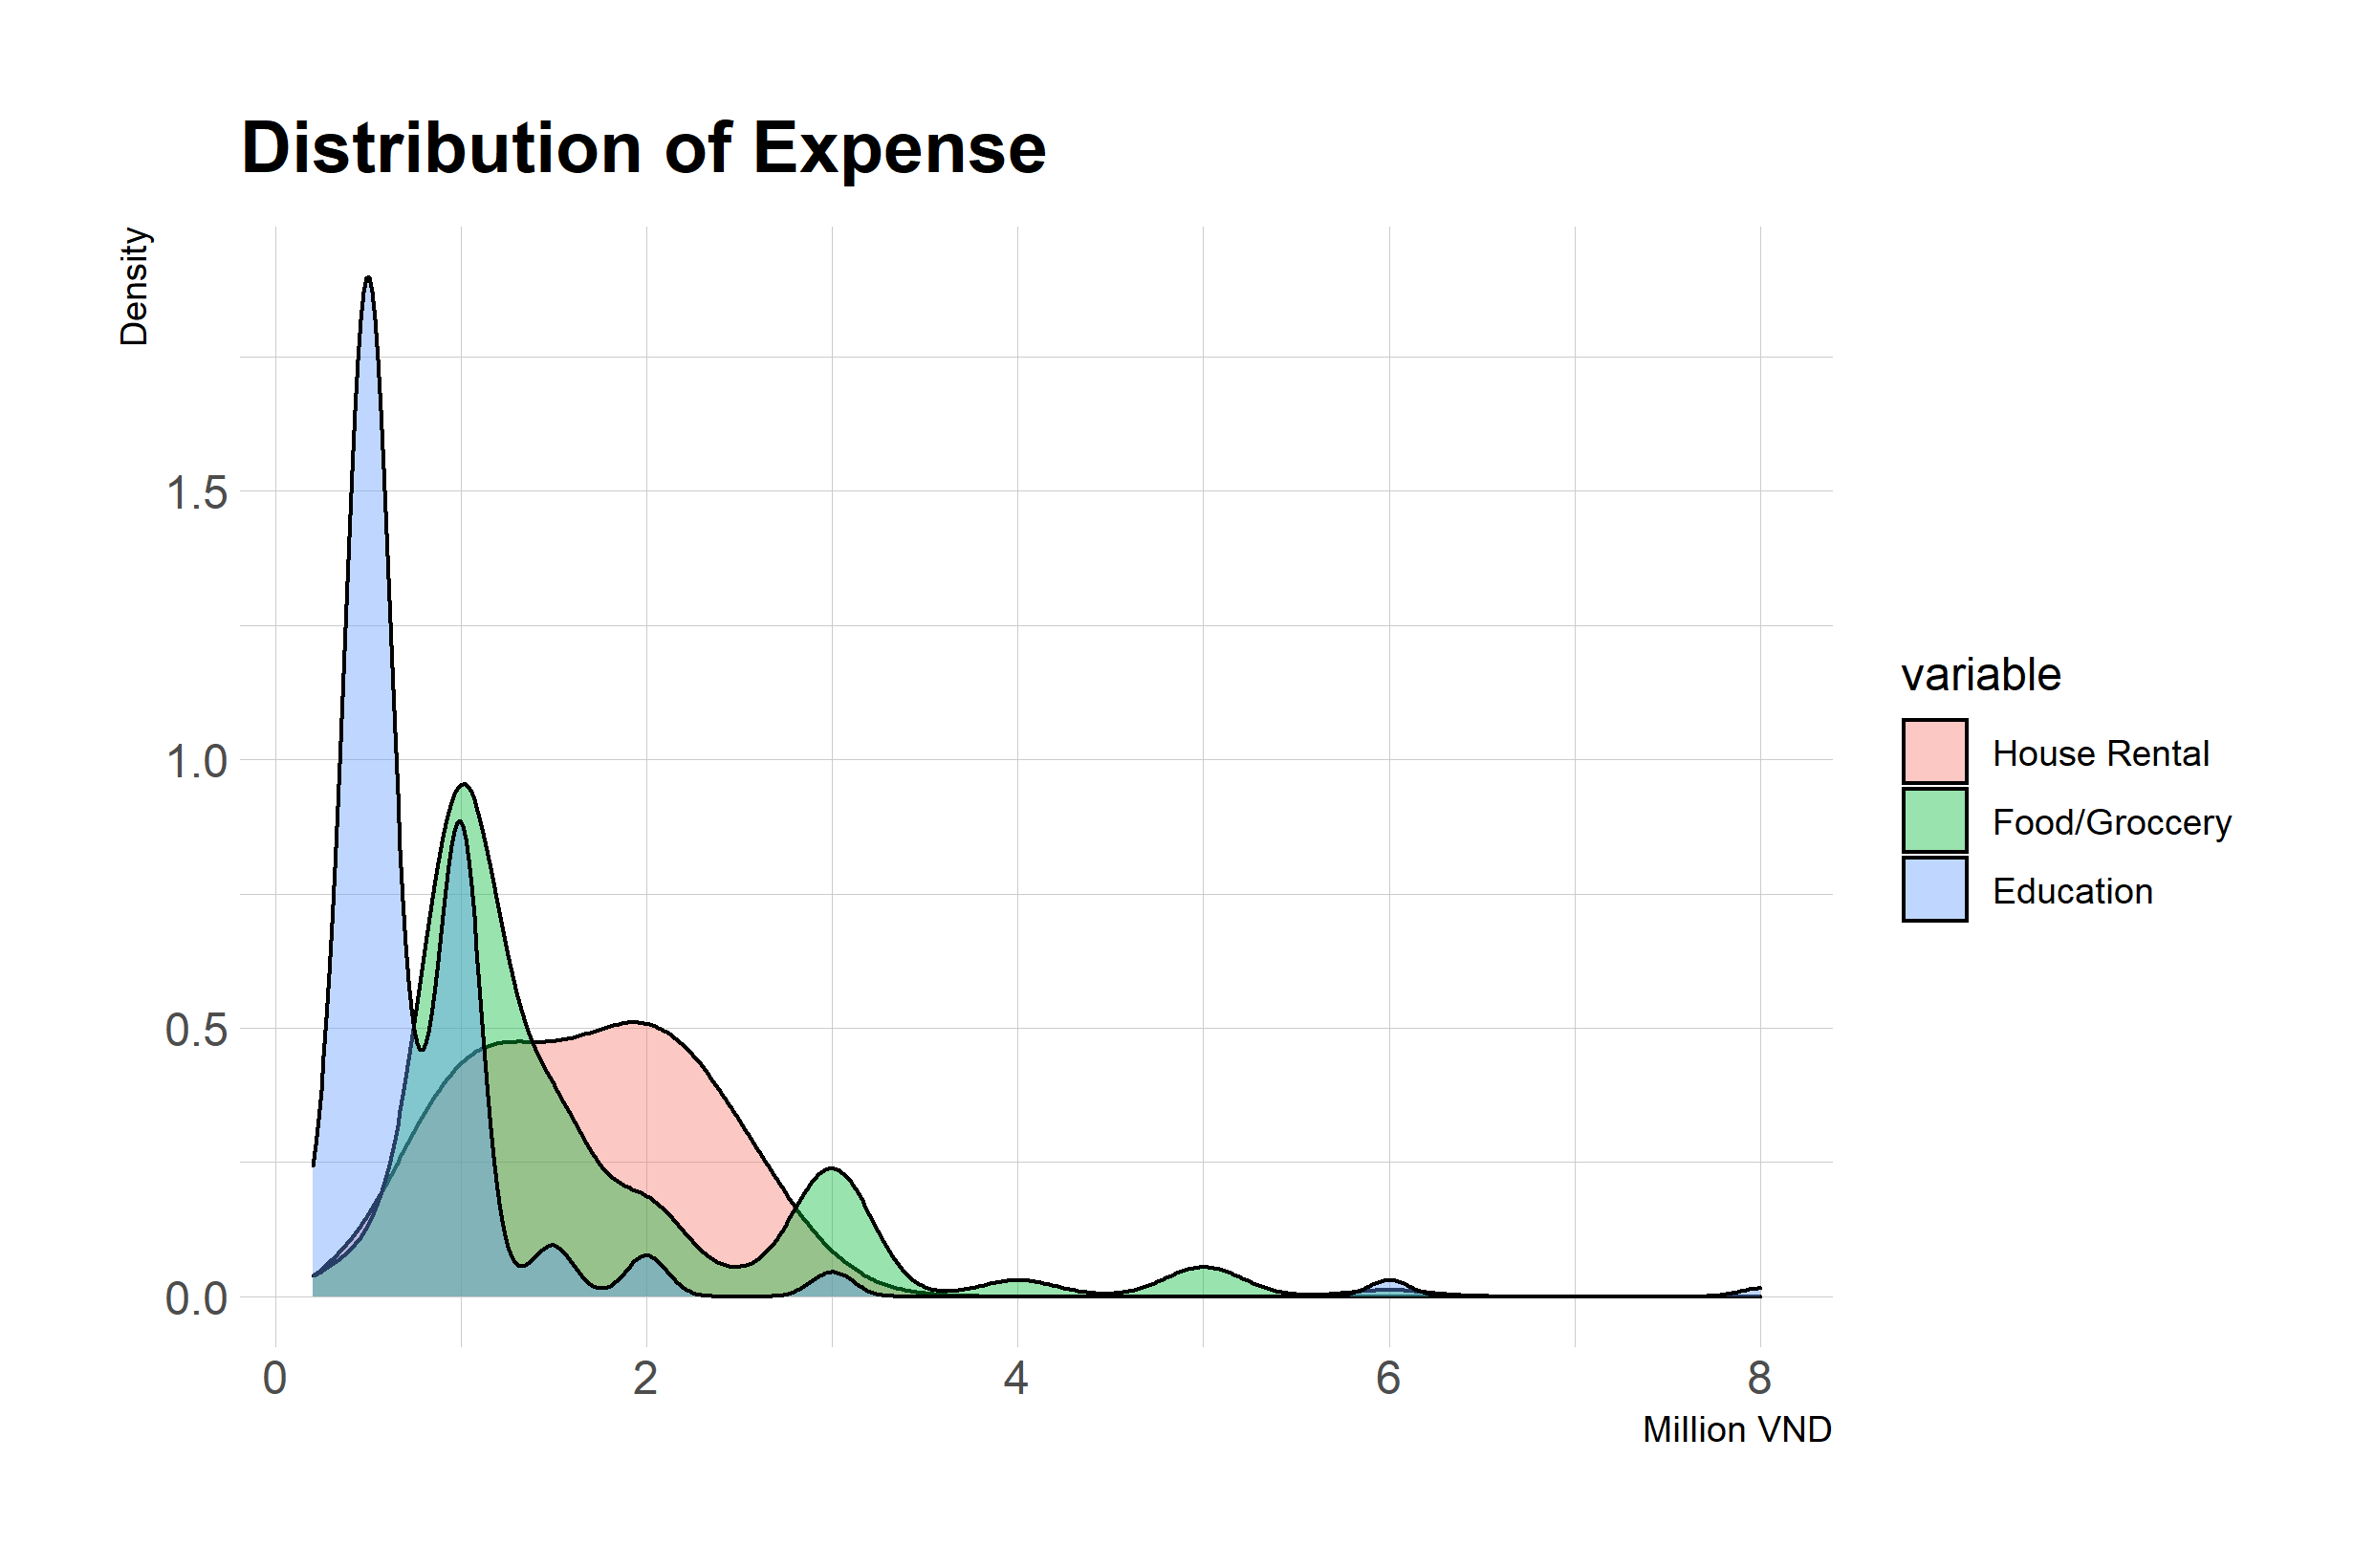 Distribution of Expense
Density
1.5
1.0
0.5
0.0
0 2 4 6 8
Million VND
variable
House Rental
Food/Groccery
Education